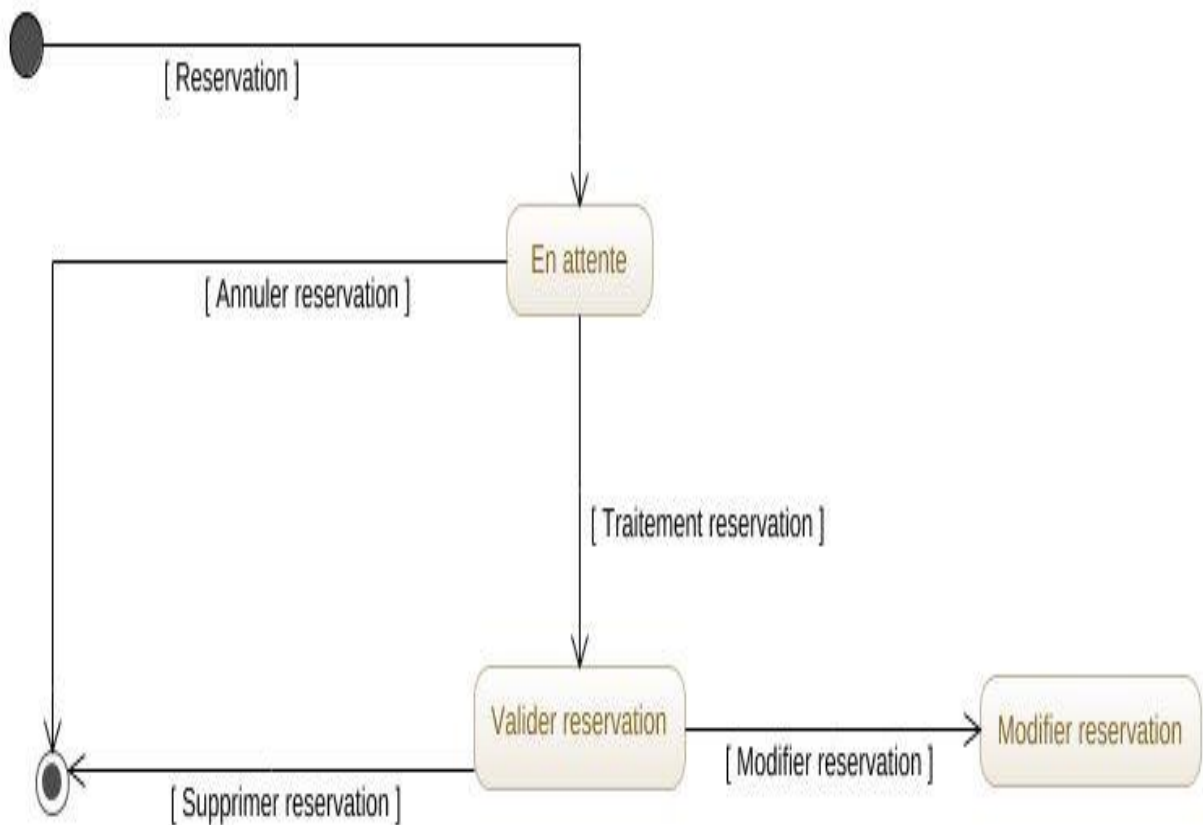 [ Reservation ]
En attente
[ Annuler reservation ]
[ Traitement reservation ]
Valider reservation
Modifier reservation
[ Modifier reservation ]
[ Supprimer reservation ]